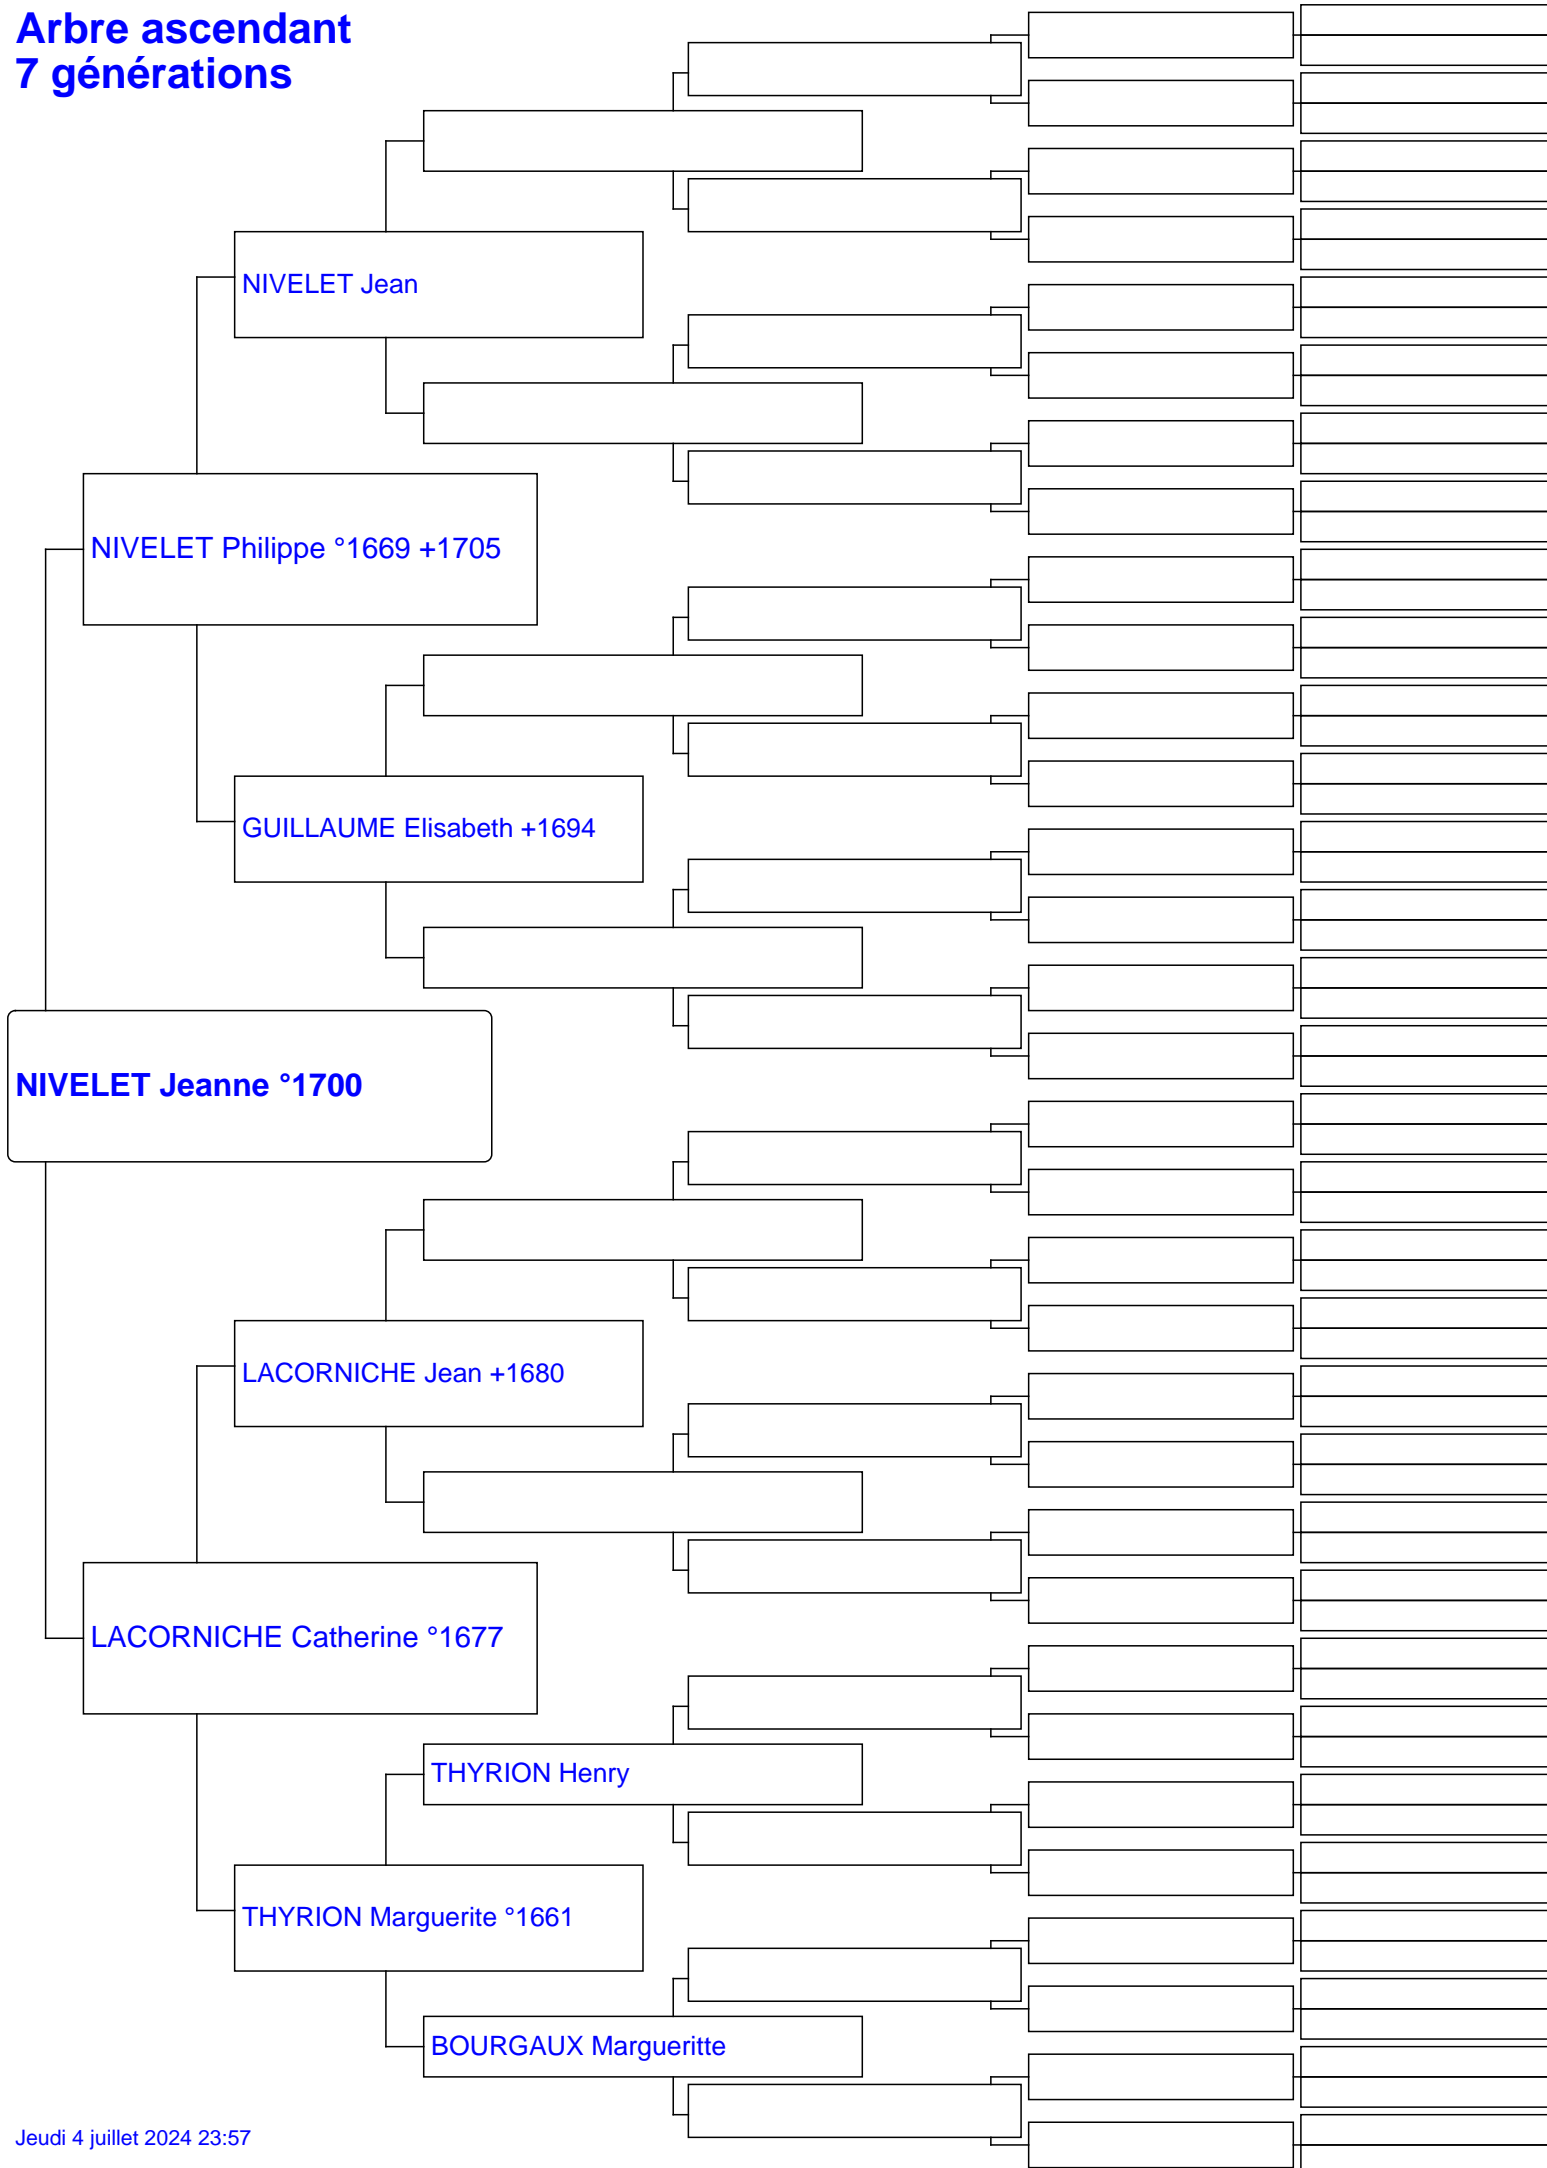 Arbre ascendant
7 générations
NIVELET Jean
NIVELET Philippe °1669 +1705
GUILLAUME Elisabeth +1694
NIVELET Jeanne °1700
LACORNICHE Jean +1680
LACORNICHE Catherine °1677
THYRION Henry
THYRION Marguerite °1661
BOURGAUX Margueritte
Jeudi 4 juillet 2024 23:57